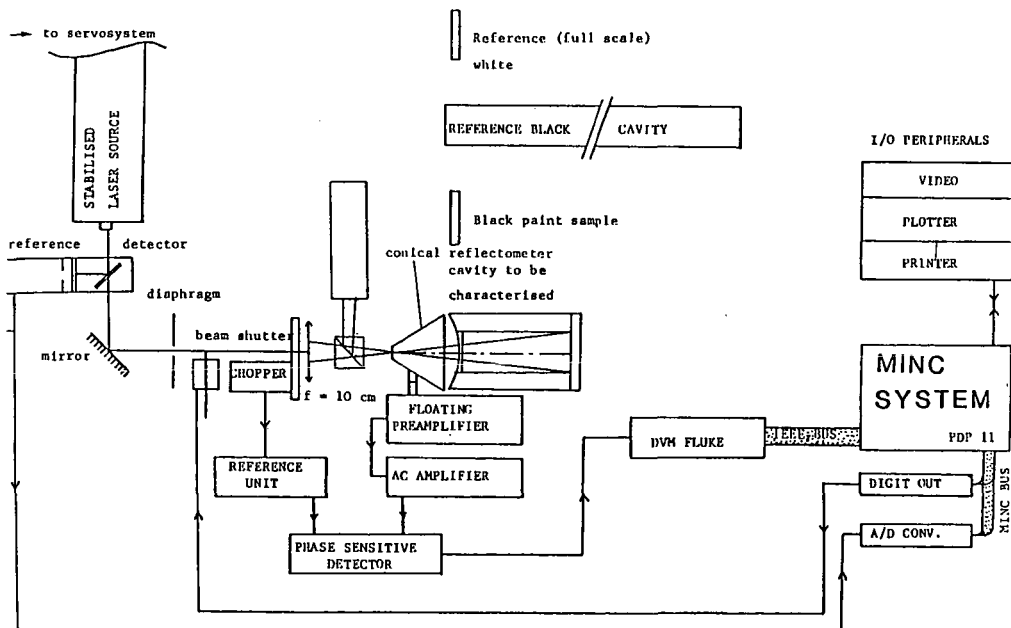 to servosystem
Reference (full scale)
white
STABILISED
LASER SOURCE
REFERENCE BLACK CAVITY
I/O PERIPHERALS
VIDEO
PLOTTER
PRINTER
Black paint sample
reference
detector
conical reflectometer
cavity to be
characterised
diaphragm
beam shutter
mirror
CHOPPER
f = 10 cm
MINC
SYSTEM
PDP 11
FLOATING
PREAMPLIFIER
DVM FLUKE
IEEE BUS
REFERENCE
UNIT
AC AMPLIFIER
DIGIT OUT
MINC BUS
A/D CONV.
PHASE SENSITIVE
DETECTOR